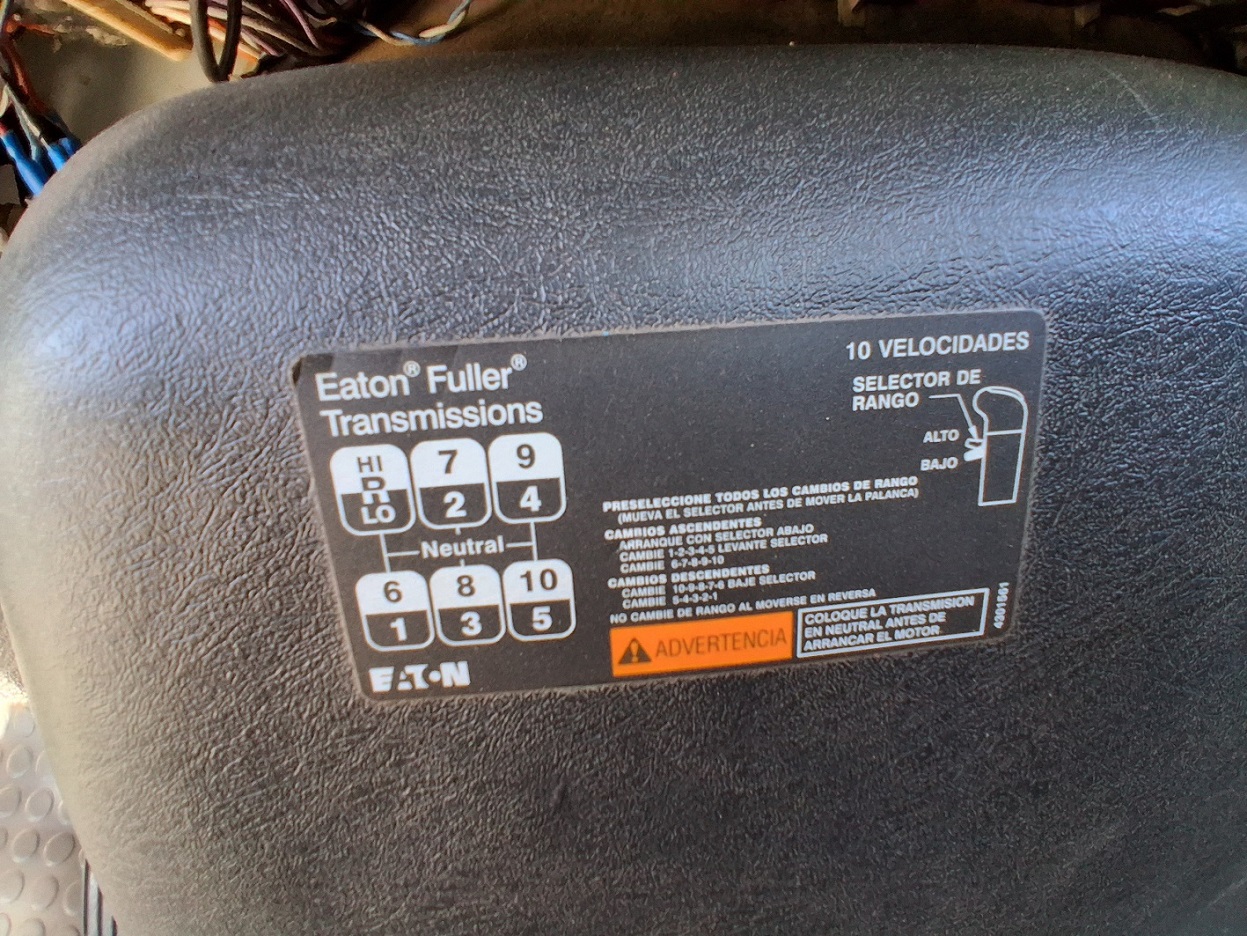 Eaton® Fuller®
Transmissions
HI
R
LO
7
2
9
4
Neutral
6
1
8
3
10
5
EATON
10 VELOCIDADES
SELECTOR DE
RANGO
ALTO
BAJO
PRESELECCIONE TODOS LOS CAMBIOS DE RANGO
(MUEVA EL SELECTOR ANTES DE MOVER LA PALANCA)
CAMBIOS ASCENDENTES
ARRANQUE CON SELECTOR ABAJO
CAMBIE 1-2-3-4-5 LEVANTE SELECTOR
CAMBIE 6-7-8-9-10
CAMBIOS DESCENDENTES
CAMBIE 10-9-8-7-6 BAJE SELECTOR
CAMBIE 5-4-3-2-1
NO CAMBIE DE RANGO AL MOVERSE EN REVERSA
ADVERTENCIA
COLOQUE LA TRANSMISION
EN NEUTRAL ANTES DE
ARRANCAR EL MOTOR
4301561